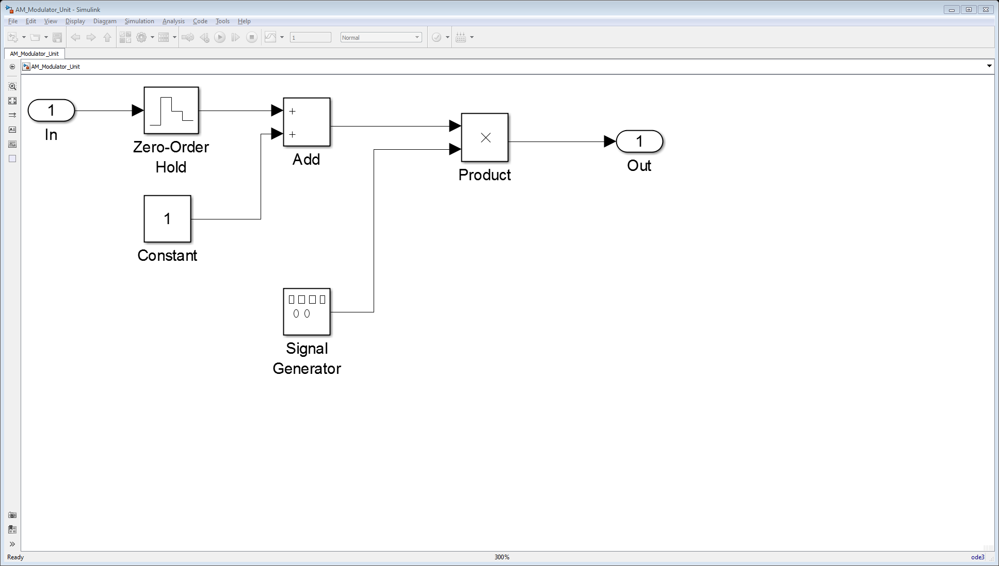 AM_Modulator_Unit - Simulink
File Edit View Display Diagram Simulation Analysis Code Tools Help
1 Normal
AM_Modulator_Unit
AM_Modulator_Unit
1
In
Zero-Order
Hold
+
+
Add
×
Product
1
Out
1
Constant
Signal
Generator
Ready 300% ode3